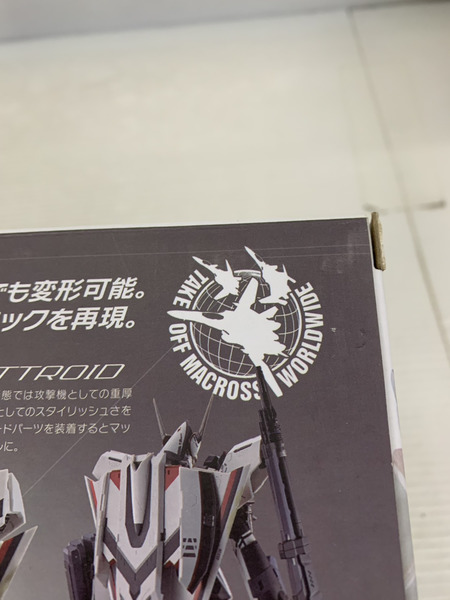 でも変形可能。
ックを再現。
TAKE OFF MACROSS WORLDWIDE
TTROID
態では攻撃機としての重厚
としてのスタイリッシュさを
ードパーツを装着するとマッ
に。